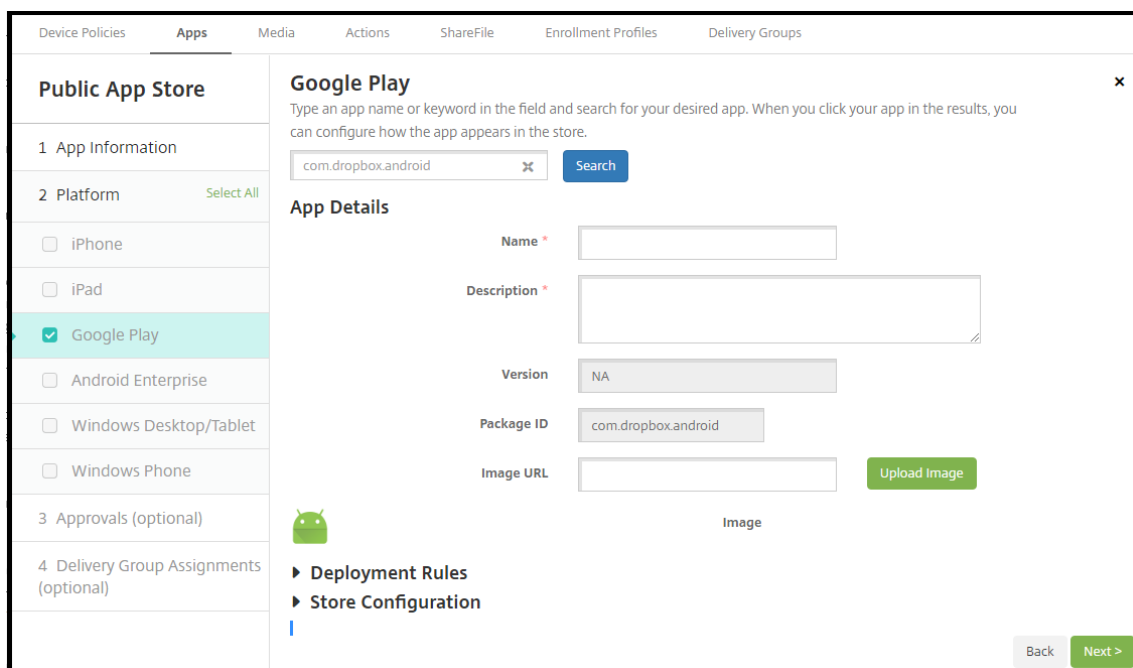 Device Policies
Apps
Media
Actions
ShareFile
Enrollment Profiles
Delivery Groups
Public App Store
1 App Information
2 Platform
Select All
iPhone
iPad
Google Play
Android Enterprise
Windows Desktop/Tablet
Windows Phone
3 Approvals (optional)
4 Delivery Group Assignments
(optional)
Google Play
Type an app name or keyword in the field and search for your desired app. When you click your app in the results, you
can configure how the app appears in the store.
com.dropbox.android
Search
App Details
Name *
Description *
Version
NA
Package ID
com.dropbox.android
Image URL
Upload Image
Image
Deployment Rules
Store Configuration
Back
Next >